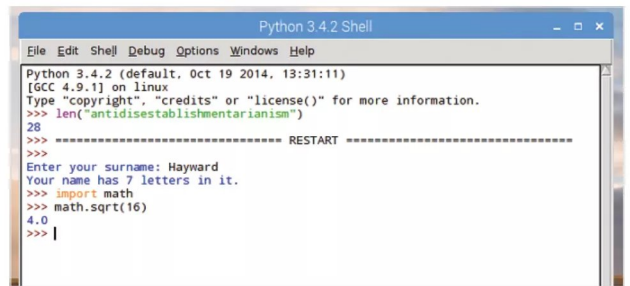 Python 3.4.2 Shell
File Edit Shell Debug Options Windows Help
Python 3.4.2 (default, Oct 19 2014, 13:31:11)
[GCC 4.9.1] on linux
Type "copyright", "credits" or "license()" for more information.
>>> len("antidisestablishmentarianism")
28
>>> ================================ RESTART ================================
>>>
Enter your surname: Hayward
Your name has 7 letters in it.
>>> import math
>>> math.sqrt(16)
4.0
>>>